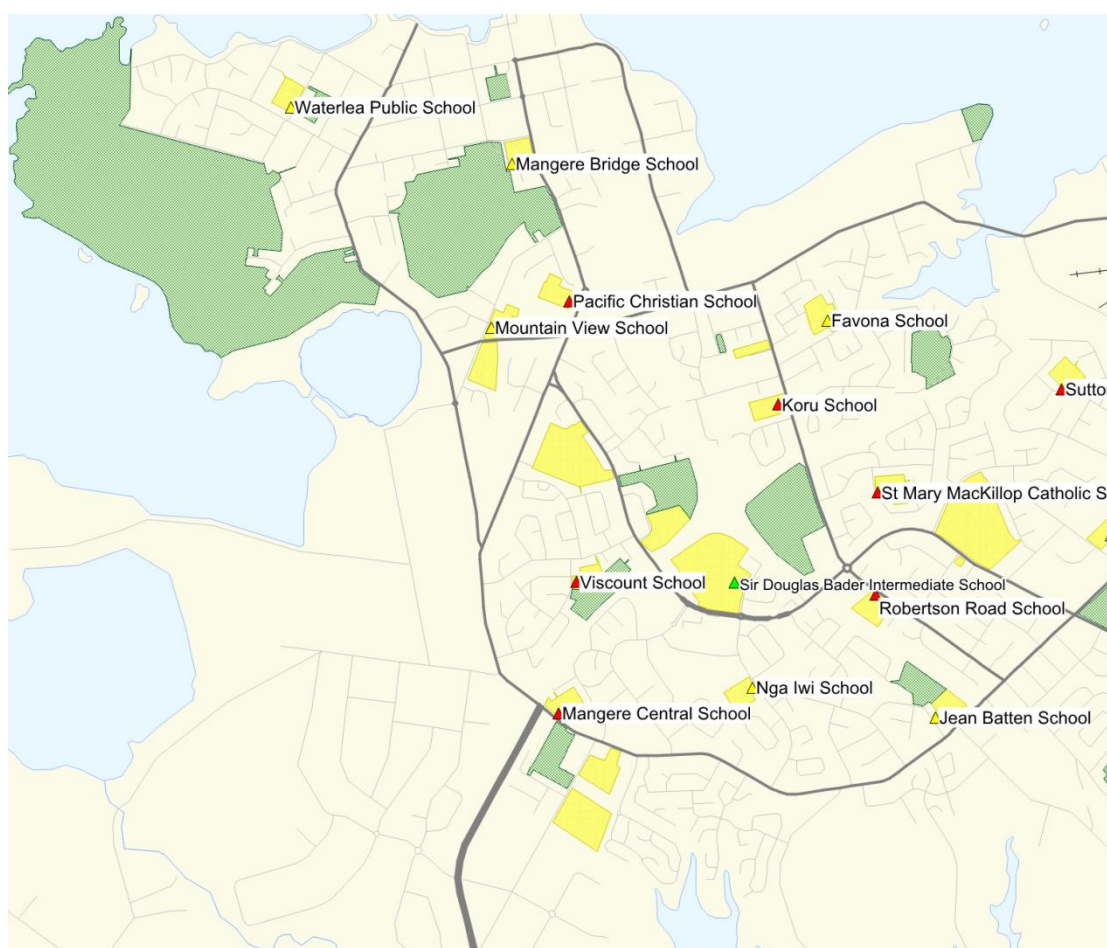 Waterlea Public School
Mangere Bridge School
Pacific Christian School
Mountain View School
Favona School
Sutto
Koru School
St Mary MacKillop Catholic S
Viscount School
Sir Douglas Bader Intermediate School
Robertson Road School
Nga Iwi School
Mangere Central School
Jean Batten School